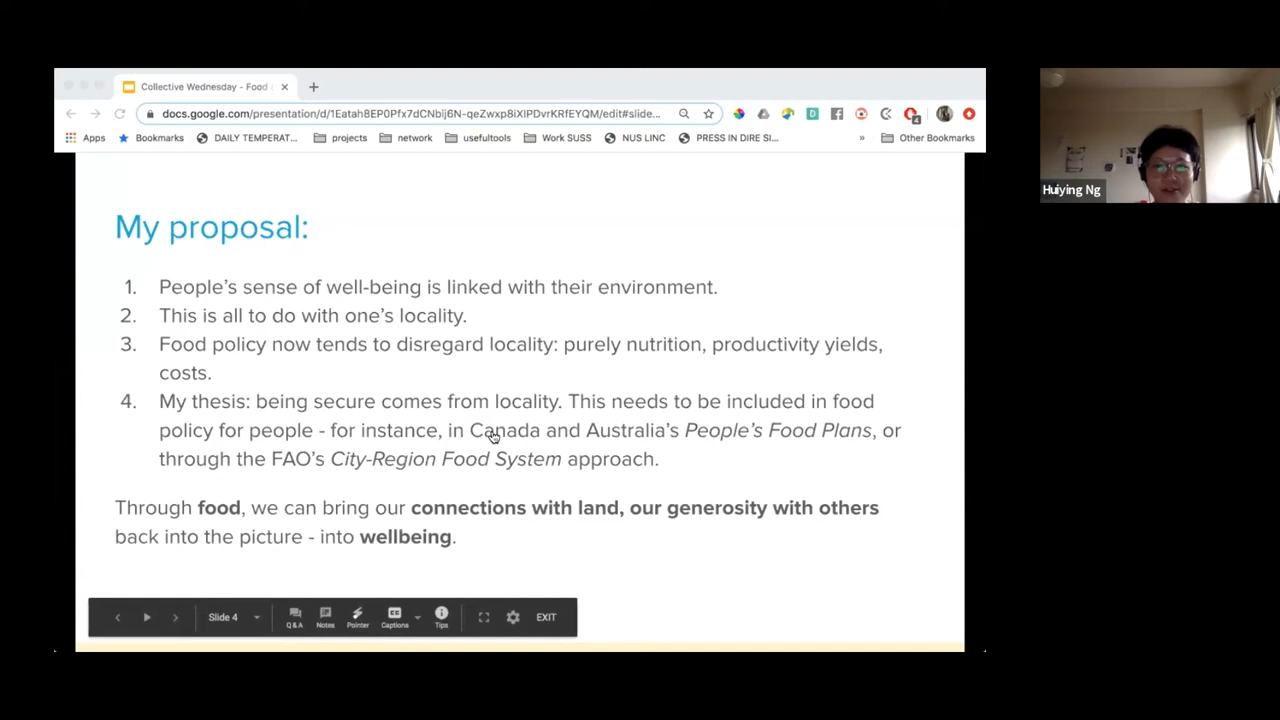 Collective Wednesday - Food
docs.google.com/presentation/d/1Eatah8EP0Pfx7dCNbij6N-qeZwxp8iXlPDvrKRfEYQM/edit#slide...
Apps Bookmarks DAILY TEMPERAT... projects network usefultools Work SUSS NUS LINC PRESS IN DIRE SI... » Other Bookmarks
4
Huiying Ng
My proposal:
1. People's sense of well-being is linked with their environment.
2. This is all to do with one's locality.
3. Food policy now tends to disregard locality: purely nutrition, productivity yields,
costs.
4. My thesis: being secure comes from locality. This needs to be included in food
policy for people - for instance, in Canada and Australia's People's Food Plans, or
through the FAO's City-Region Food System approach.
Through food, we can bring our connections with land, our generosity with others
back into the picture - into wellbeing.
Slide 4 Q & A Notes Pointer CC Captions Tips EXIT